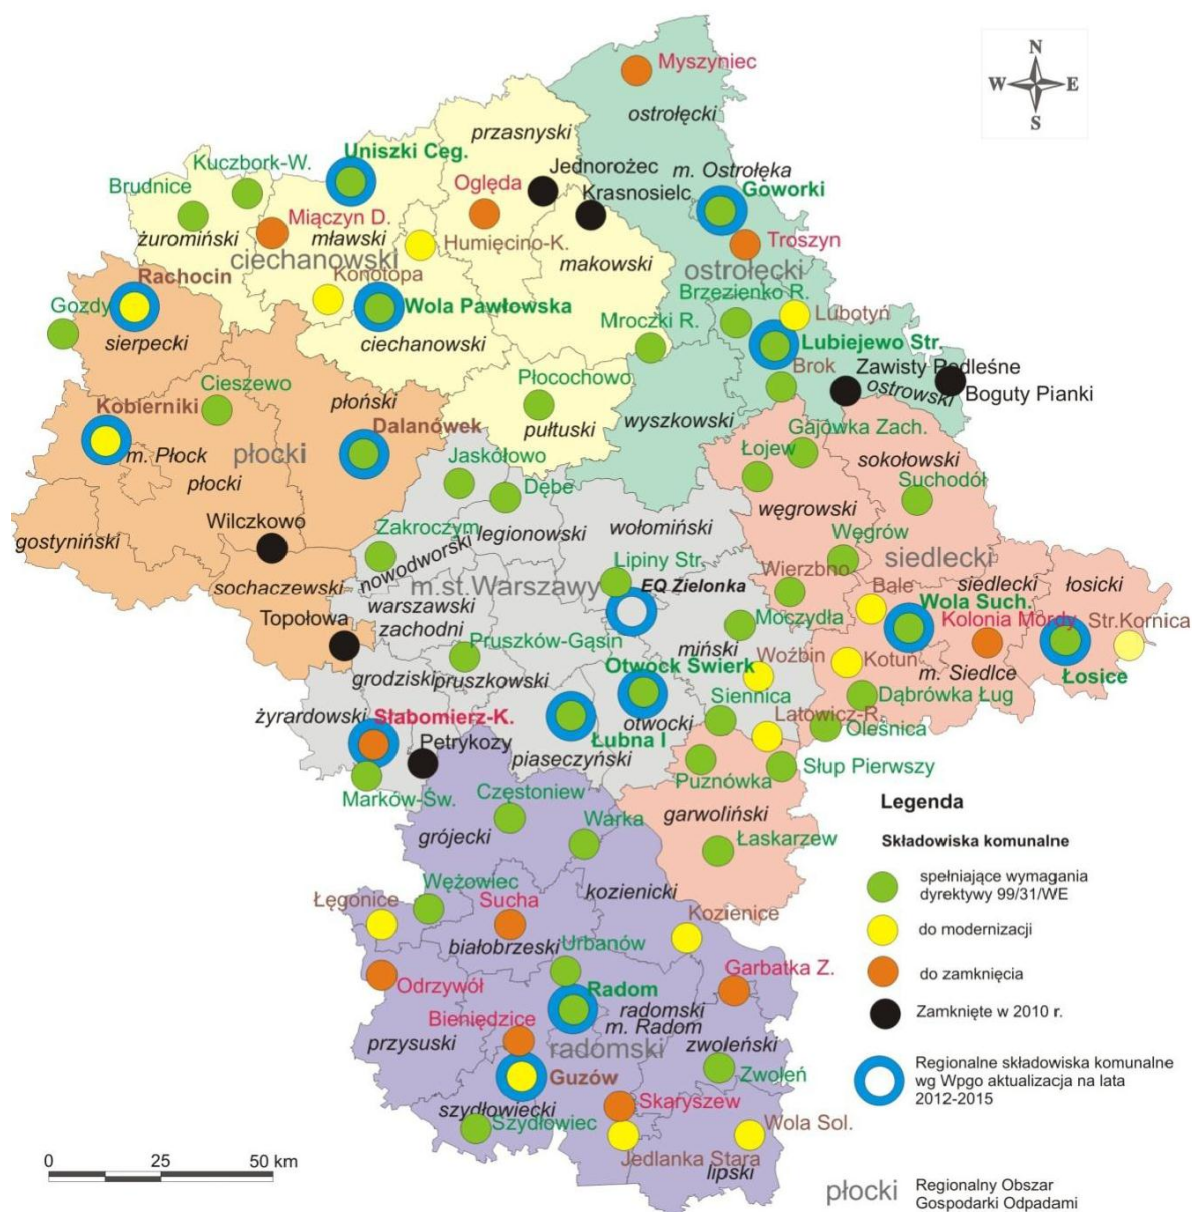 N
W E
S
Myszyniec
ostrołęcki
przasnyski
Uniszki Ceg.
Kuczbork-W.
Jednorożec
m. Ostrołęka
Brudnice
Oględa
Krasnosielc
Goworki
Miączyn D.
żuromiński
mławski
Humięcino-K.
Troszyn
ciechanowski
makowski
ostrołęcki
Rachocin
Konotopa
Brzezienko R.
Gozdy
Wola Pawłowska
Lubotyń
Mroczki R.
sierpecki
ciechanowski
Lubiejewo Str.
Brok
Zawisty Podleśne
Cieszewo
Płocochowo
ostrowski
Boguty Pianki
Kobierniki
płoński
Dalanówek
pułtuski
wyszkowski
Gajówka Zach.
m. Płock
płocki
Jaskółowo
Łojew
sokołowski
płocki
Dębe
Suchodół
węgrowski
Wilczkowo
Zakroczym
legionowski
wołomiński
Węgrów
gostyniński
nowodworski
Lipiny Str.
siedlecki
sochaczewski
m.st.Warszawy
EQ Zielonka
Wierzbno
Bale
siedlecki
łosicki
warszawski
zachodni
Wola Such.
Topołowa
Moczydła
Kolonia Mordy
Str.Kornica
Pruszków-Gąsin
miński
grodziski
pruszkowski
Otwock Świerk
Woźbin
Kotuń
m. Siedlce
Łosice
Siennica
Dąbrówka Ług
żyrardowski
Słabomierz-K.
otwocki
Latowicz-R.
Oleśnica
Petrykozy
Łubna I
piaseczyński
Puznówka
Słup Pierwszy
Marków-Św.
Częstoniew
garwoliński
Warka
grójecki
Łaskarzew
Wężowiec
kozienicki
Łęgonice
Sucha
Kozienice
białobrzeski
Urbanów
Odrzywół
Garbatka Z.
Radom
Bieniędzice
radomski
m. Radom
przysuski
radomski
zwoleński
Guzów
Zwoleń
szydłowiecki
Skaryszew
Szydłowiec
Wola Sol.
Jedlanka Stara
lipski
0 25 50 km
Legenda
Składowiska komunalne
spełniające wymagania
dyrektywy 99/31/WE
do modernizacji
do zamknięcia
Zamknięte w 2010 r.
Regionalne składowiska komunalne
wg Wpgo aktualizacja na lata
2012-2015
płocki
Regionalny Obszar
Gospodarki Odpadami